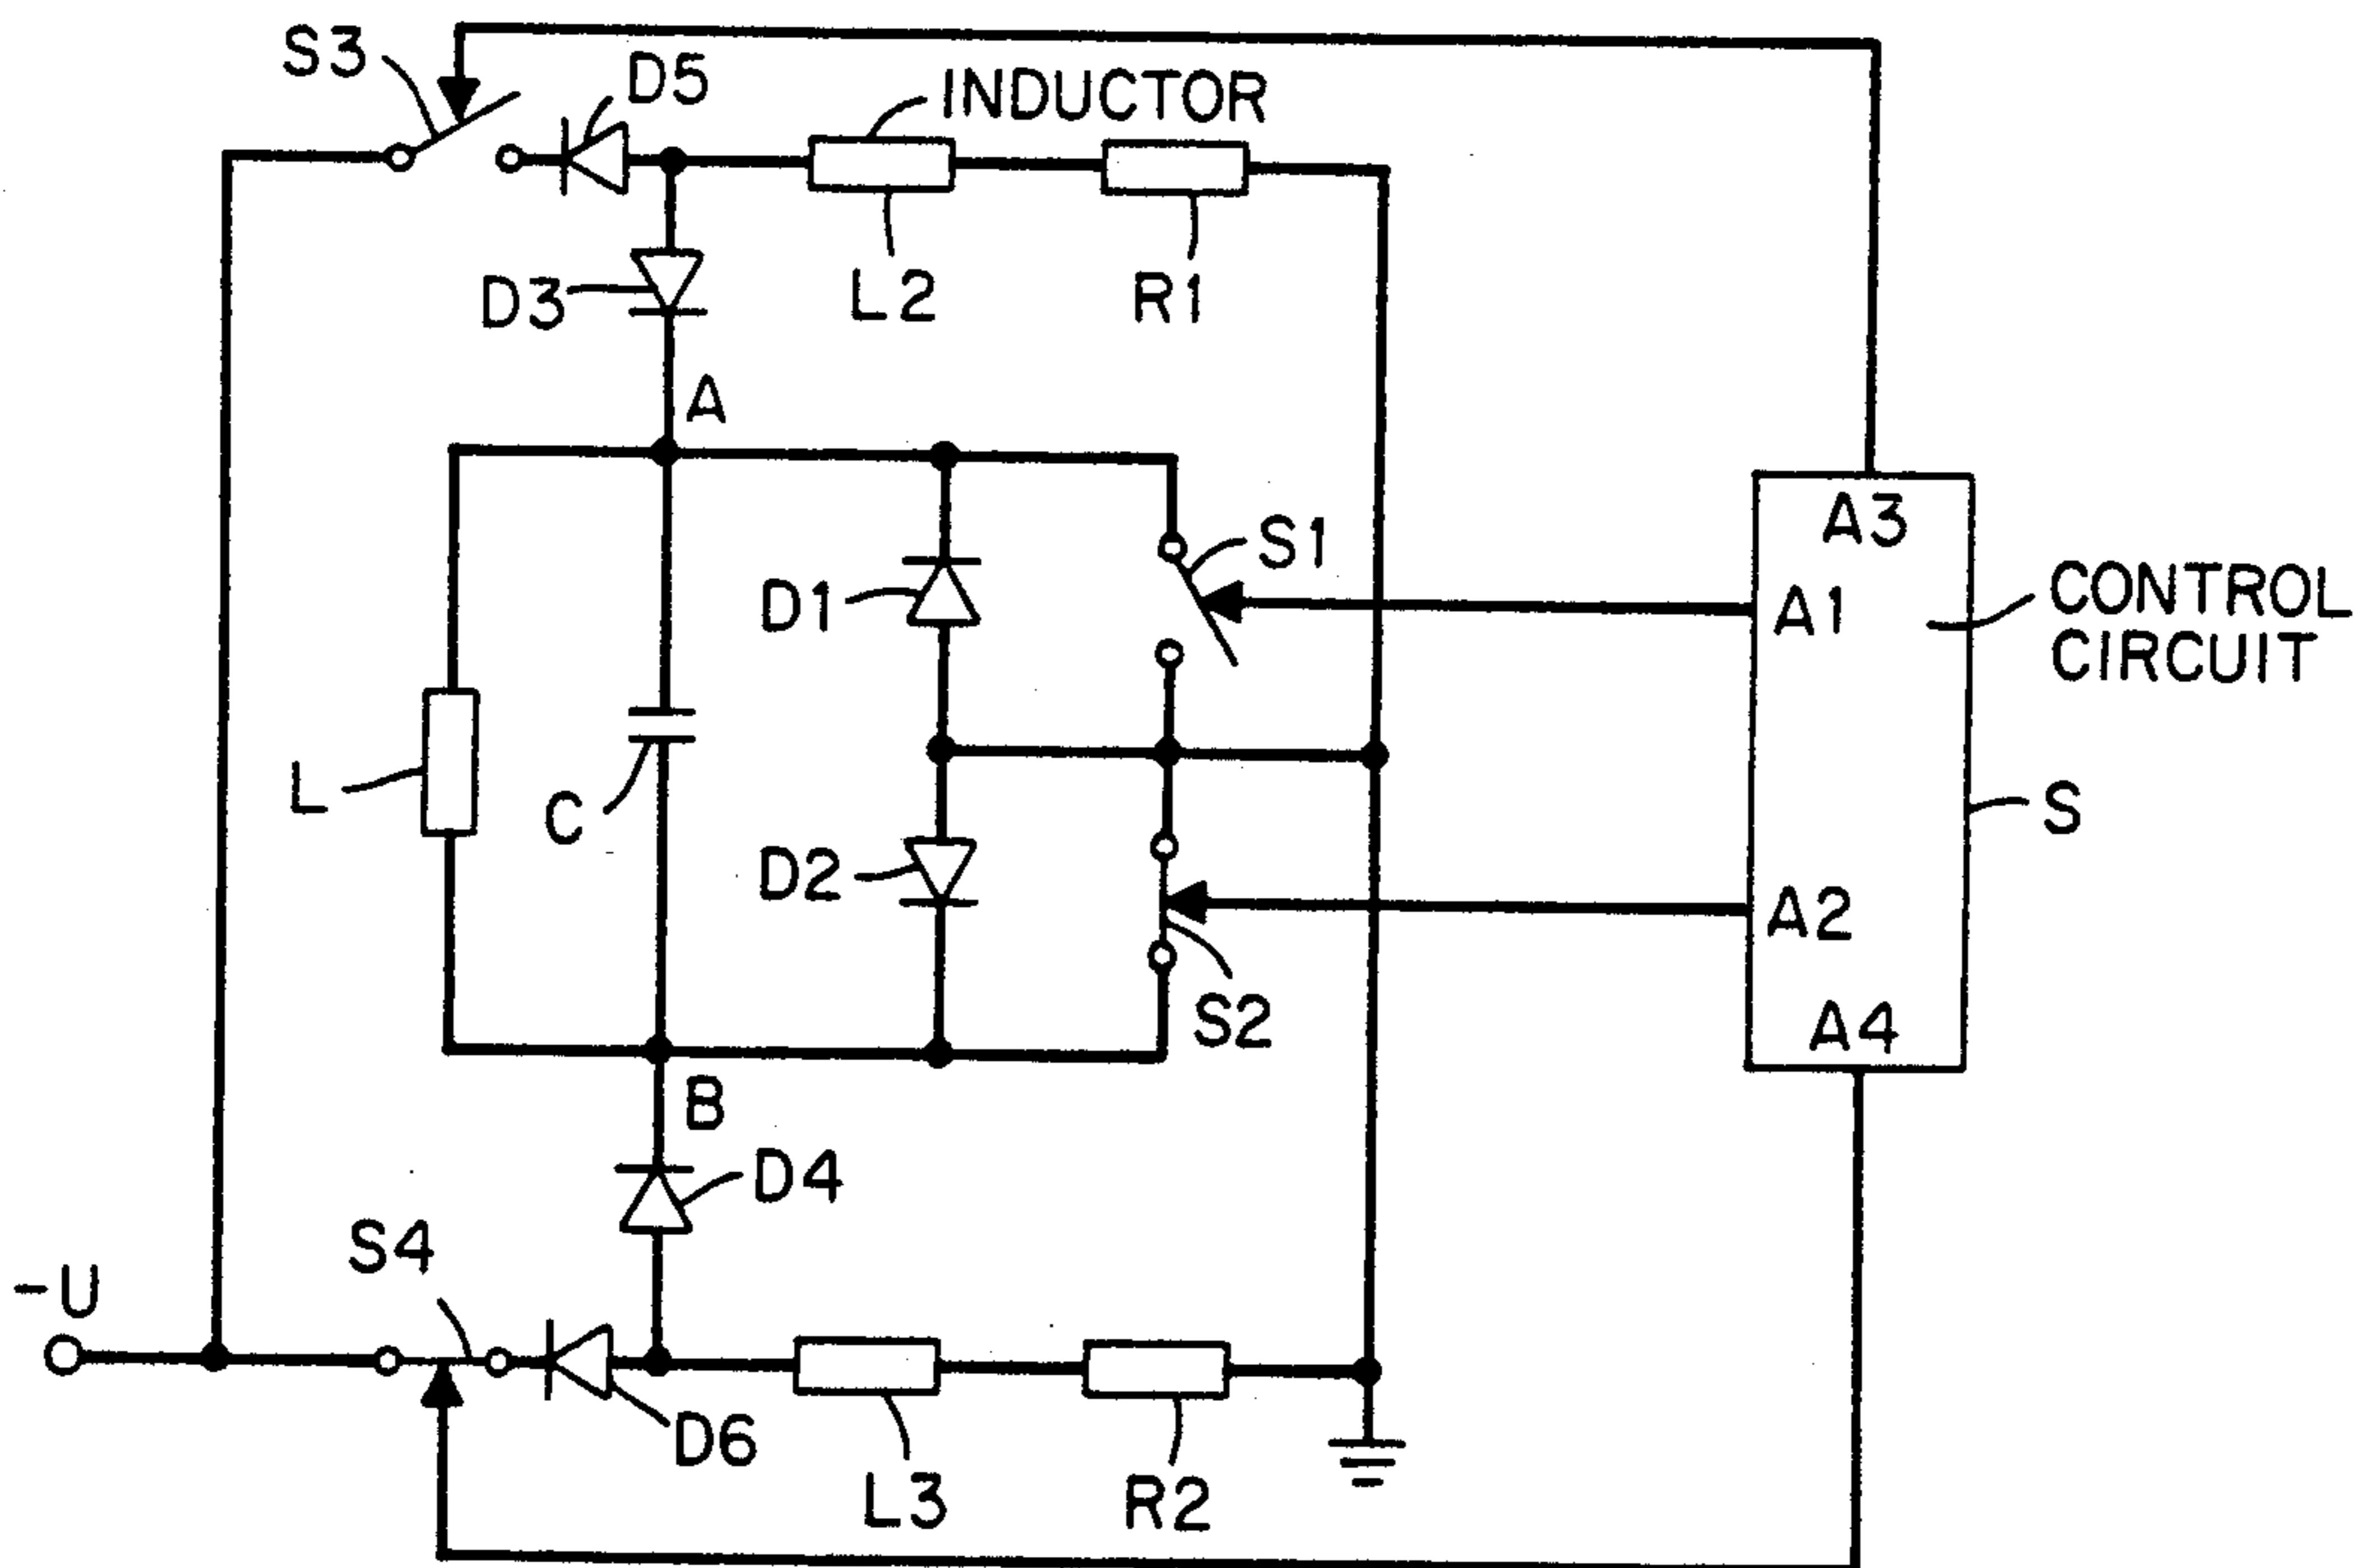 S3
D5
INDUCTOR
D3
L2
R1
A
A3
S1
D1
A1
CONTROL
CIRCUIT
L
C
S
D2
A2
S2
A4
B
D4
S4
-U
D6
L3
R2